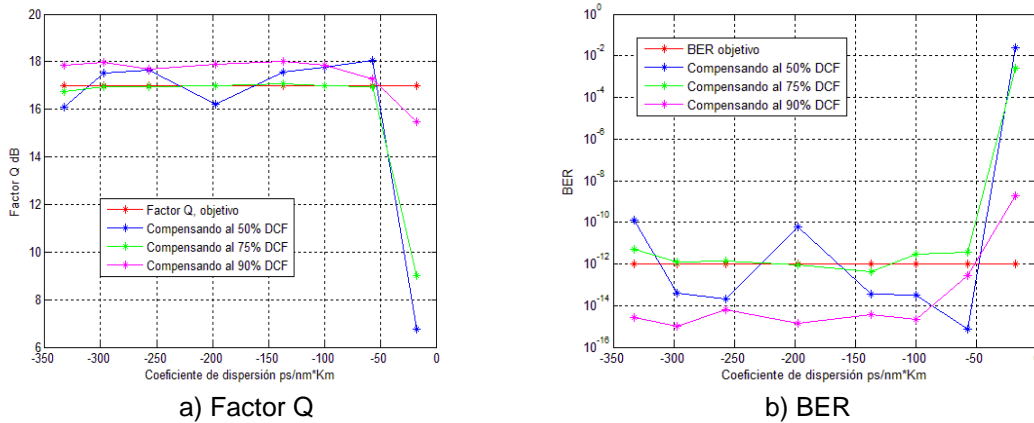 20
18
16
14
12
10
8
6
Factor Q dB
Factor Q, objetivo
Compensando al 50% DCF
Compensando al 75% DCF
Compensando al 90% DCF
-350 -300 -250 -200 -150 -100 -50 0
Coeficiente de dispersión ps/nm*Km
a) Factor Q
10^0
10^-2
10^-4
10^-6
10^-8
10^-10
10^-12
10^-14
10^-16
BER
BER objetivo
Compensando al 50% DCF
Compensando al 75% DCF
Compensando al 90% DCF
-350 -300 -250 -200 -150 -100 -50
Coeficiente de dispersión ps/nm*Km
b) BER